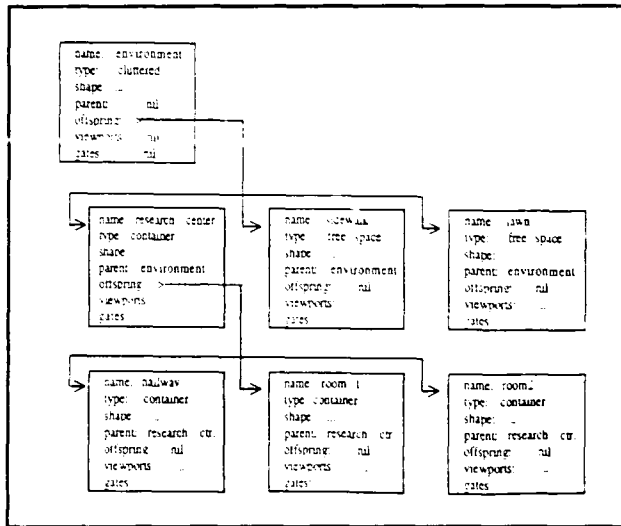 name: environment
type: cluttered
shape ...
parent: nil
offspring: >
viewports: nil
gates: nil
name research center
type container
shape
parent environment
offspring >
viewports
gates
name sidewalk
type free space
shape ...
parent: environment
offspring: nil
viewports: ...
gates
name lawn
type: free space
shape:
parent: environment
offspring: nil
viewports ...
gates
name: hallway
type: container
shape ...
parent: research ctr.
offspring nil
viewports ...
gates
name room 1
type container
shape ...
parent: research ctr
offspring: nil
viewports: ...
gates:
name: room2
type: container
shape: ...
parent: research ctr.
offspring: nil
viewports: ...
gates